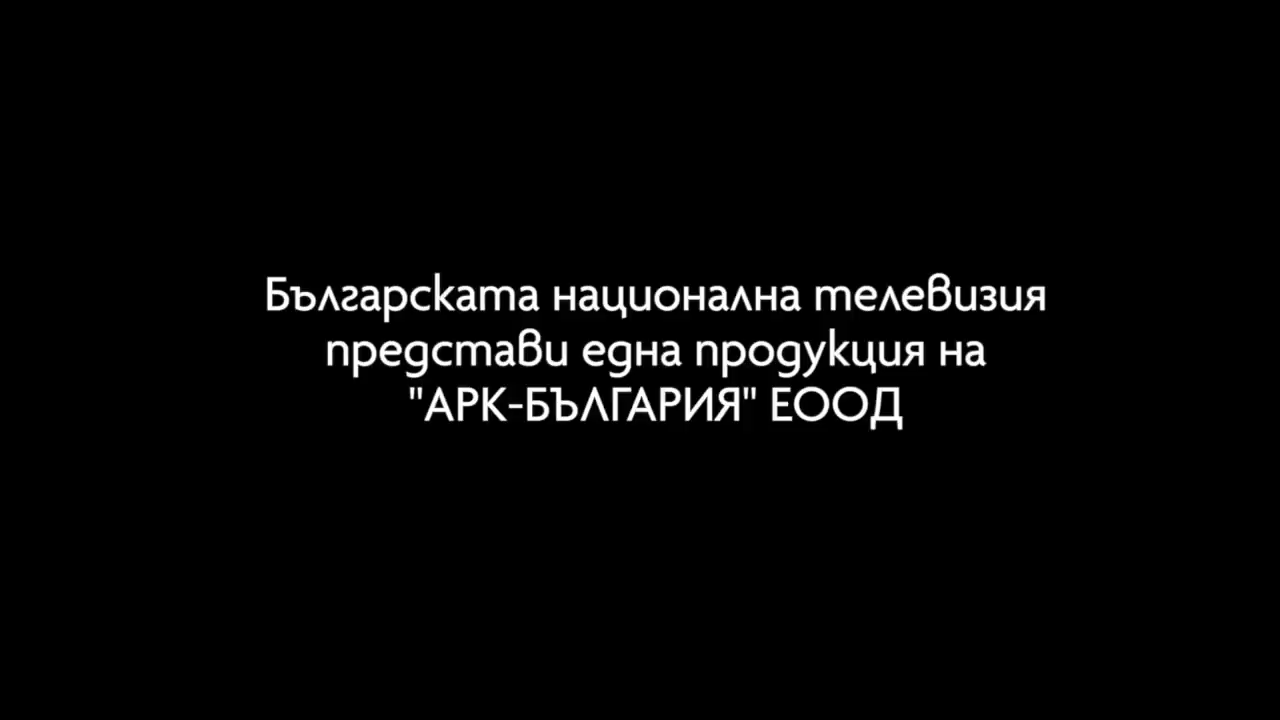 Българската национална телевизия
представи една продукция на
"АРК-БЪЛГАРИЯ" ЕООД